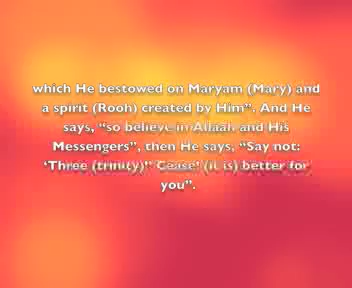 which He bestowed on Maryam (Mary) and
a spirit (Rooh) created by Him”. And He
says, “so believe in Allaah and His
Messengers”, then He says, “Say not:
‘Three (trinity)!’ Cease! (it is) better for
you”.